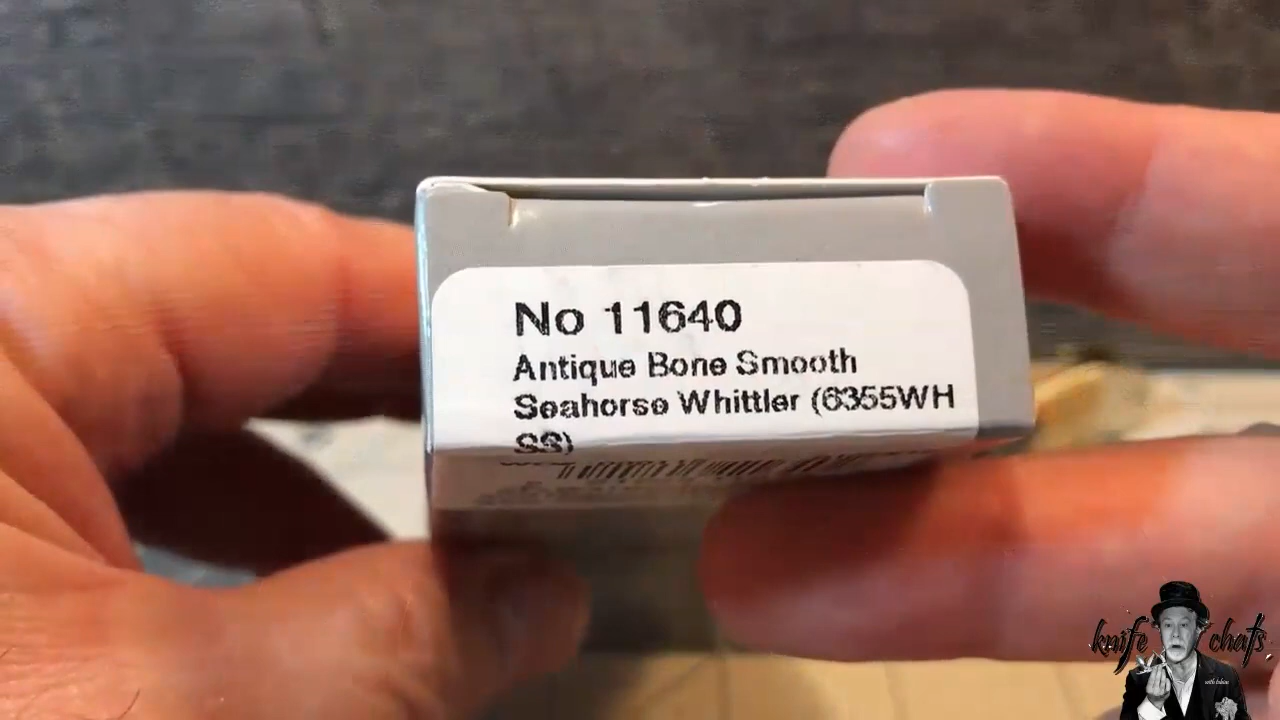 No 11640
Antique Bone Smooth
Seahorse Whittler (6355WH
SS)
knife chats